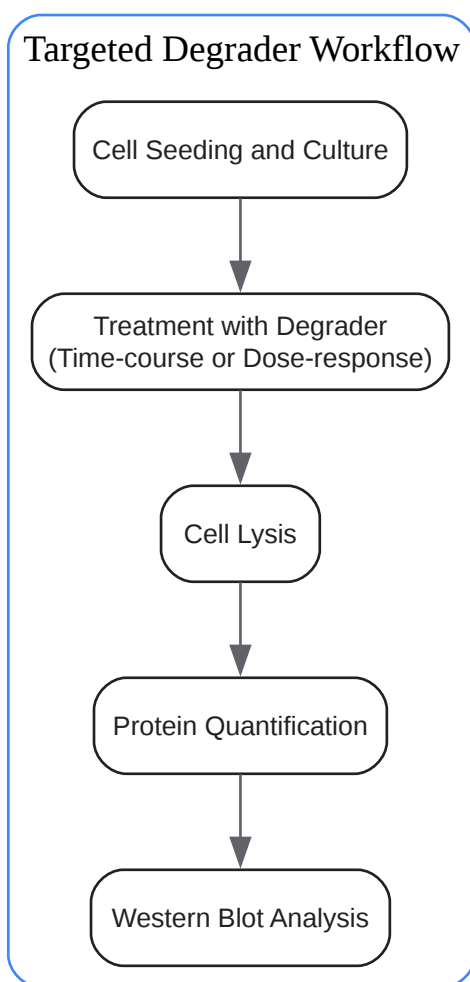 Targeted Degrader Workflow
Cell Seeding and Culture
Treatment with Degrader
(Time-course or Dose-response)
Cell Lysis
Protein Quantification
Western Blot Analysis